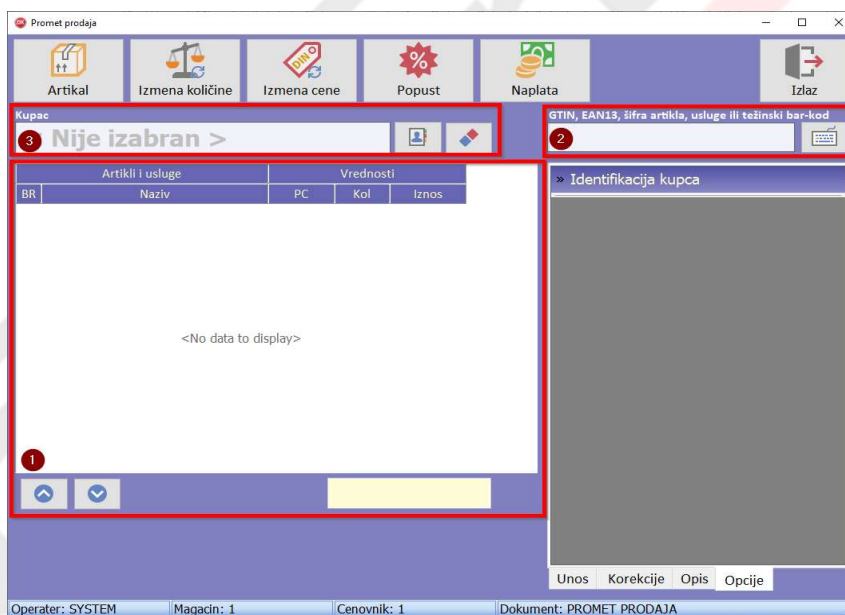 Promet prodaja
Artikal Izmena količine Izmena cene Popust Naplata Izlaz
Kupac
3 Nije izabran >
GTIN, EAN13, šifra artikla, usluge ili težinski bar-kod
2
Artikli i usluge Vrednosti
BR Naziv PC Kol Iznos
<No data to display>
1
» Identifikacija kupca
Unos Korekcije Opis Opcije
Operater: SYSTEM Magacin: 1 Cenovnik: 1 Dokument: PROMET PRODAJA